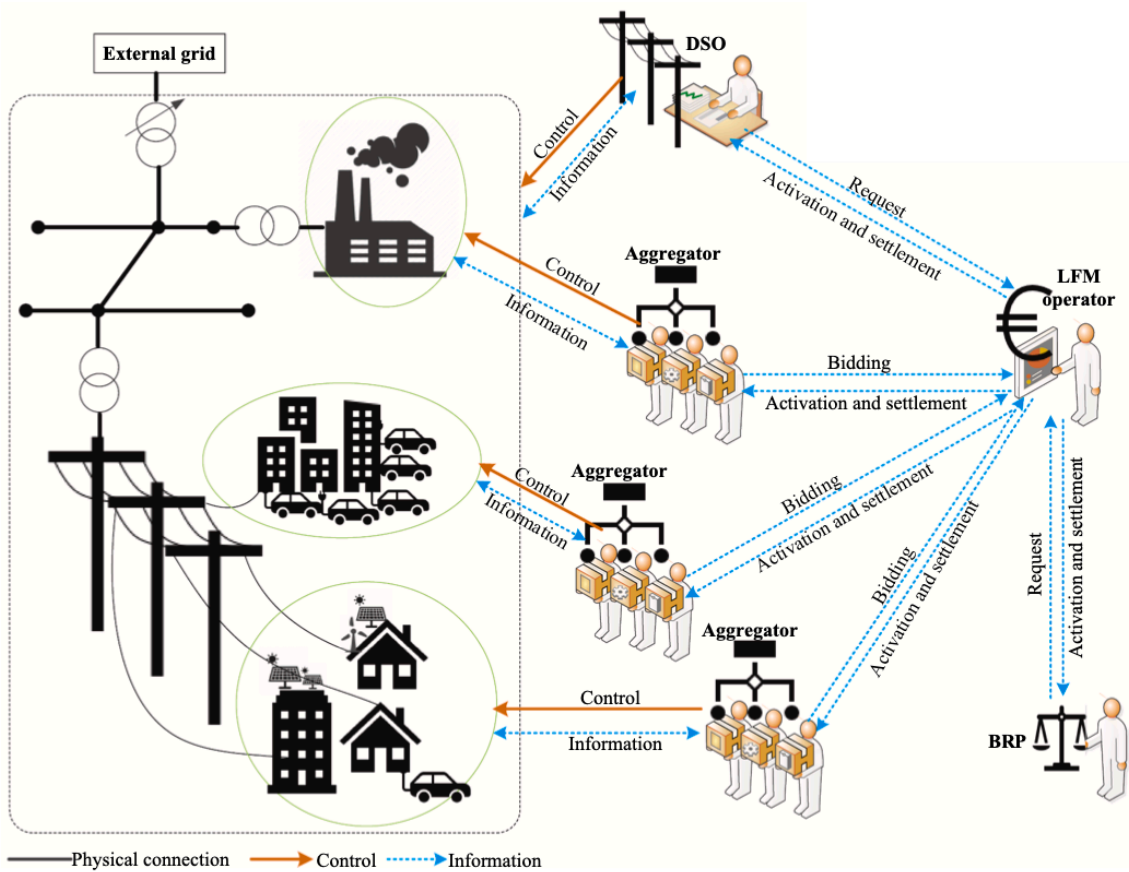 External grid
DSO
Control
Information
Request
Activation and settlement
Aggregator
Control
Information
LFM
operator
Bidding
Activation and settlement
Aggregator
Control
Information
Bidding
Activation and settlement
Bidding
Activation and settlement
Request
Activation and settlement
Aggregator
Control
Information
BRP
Physical connection
Control
Information